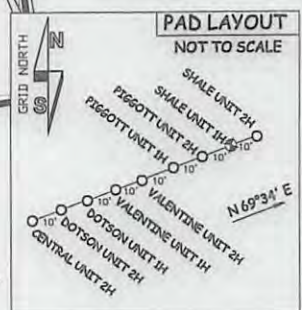 PAD LAYOUT
NOT TO SCALE
GRID NORTH
N
S
SHALE UNIT 2H
SHALE UNIT 1H
PIGGOTT UNIT 2H
PIGGOTT UNIT 1H
10'
10'
10'
10'
10'
10'
10'
10'
N 69°34' E
VALENTINE UNIT 2H
VALENTINE UNIT 1H
DOTSON UNIT 1H
DOTSON UNIT 2H
CENTRAL UNIT 2H